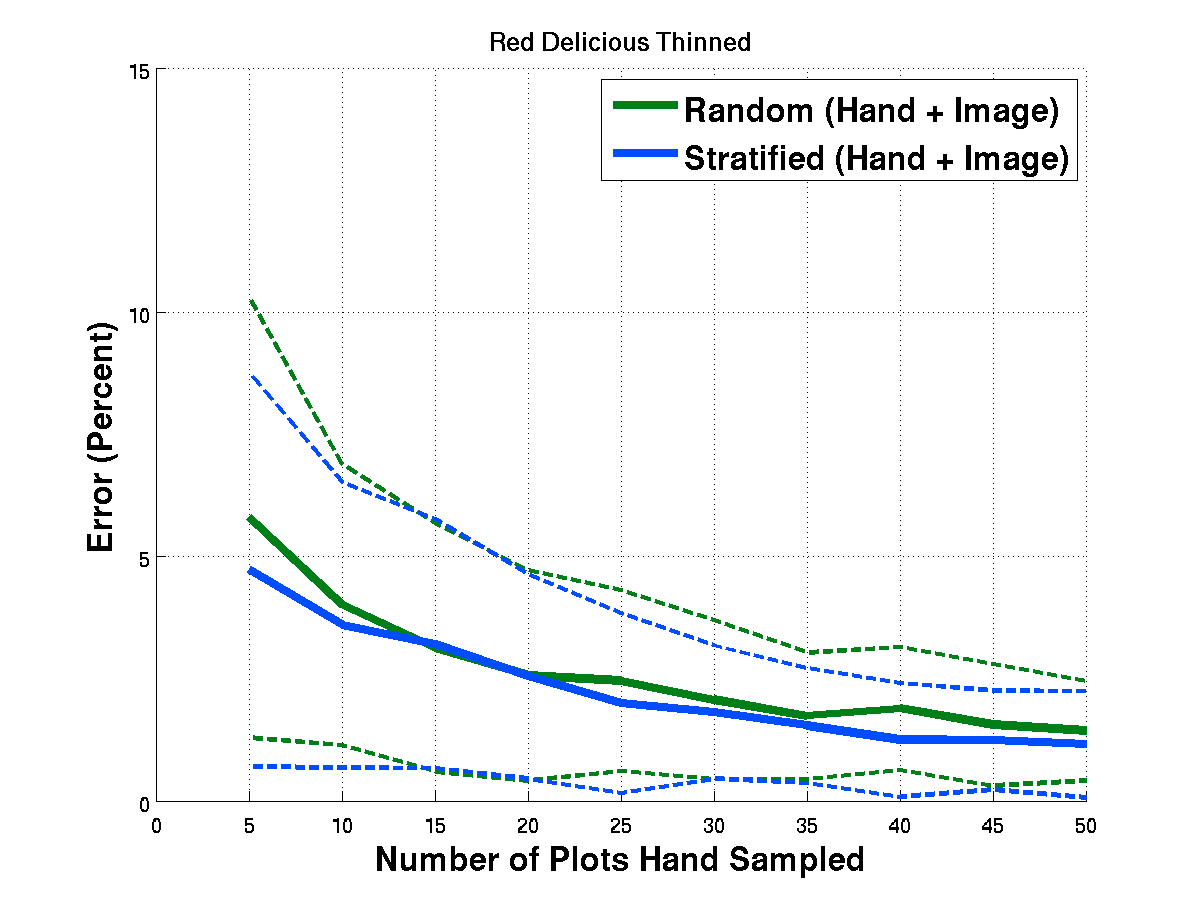 Red Delicious Thinned
Random (Hand + Image)
Stratified (Hand + Image)
15
10
5
0
Error (Percent)
0 5 10 15 20 25 30 35 40 45 50
Number of Plots Hand Sampled